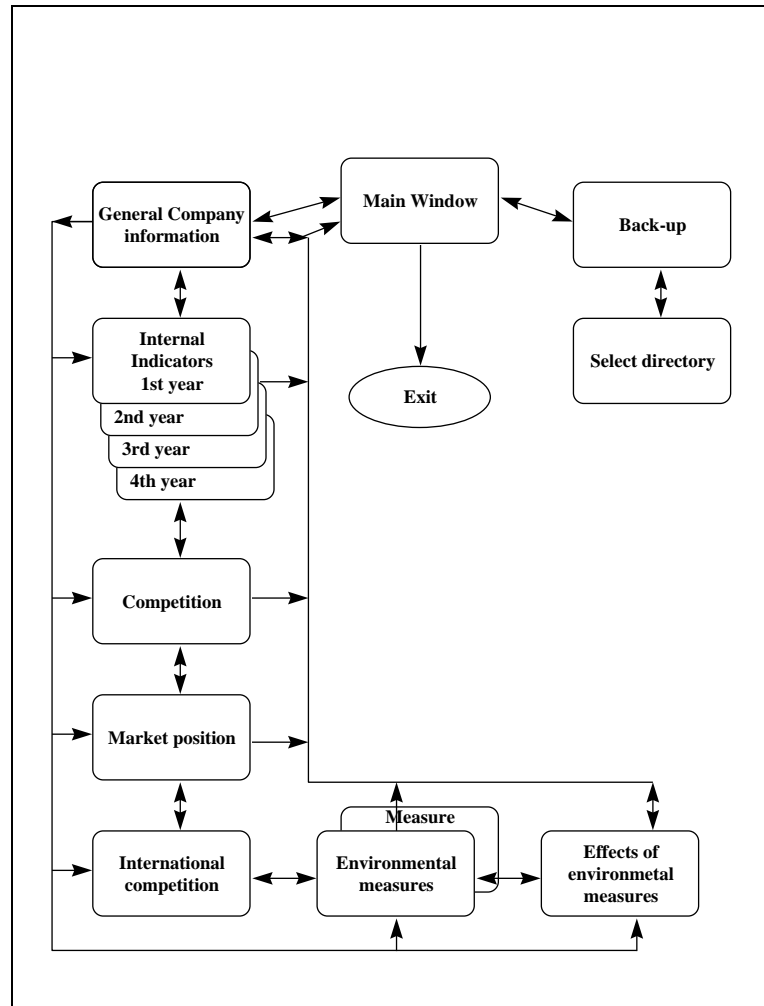 General Company
information
Main Window
Back-up
Internal
Indicators
1st year
2nd year
3rd year
4th year
Select directory
Exit
Competition
Market position
Measure
International
competition
Environmental
measures
Effects of
environmetal
measures